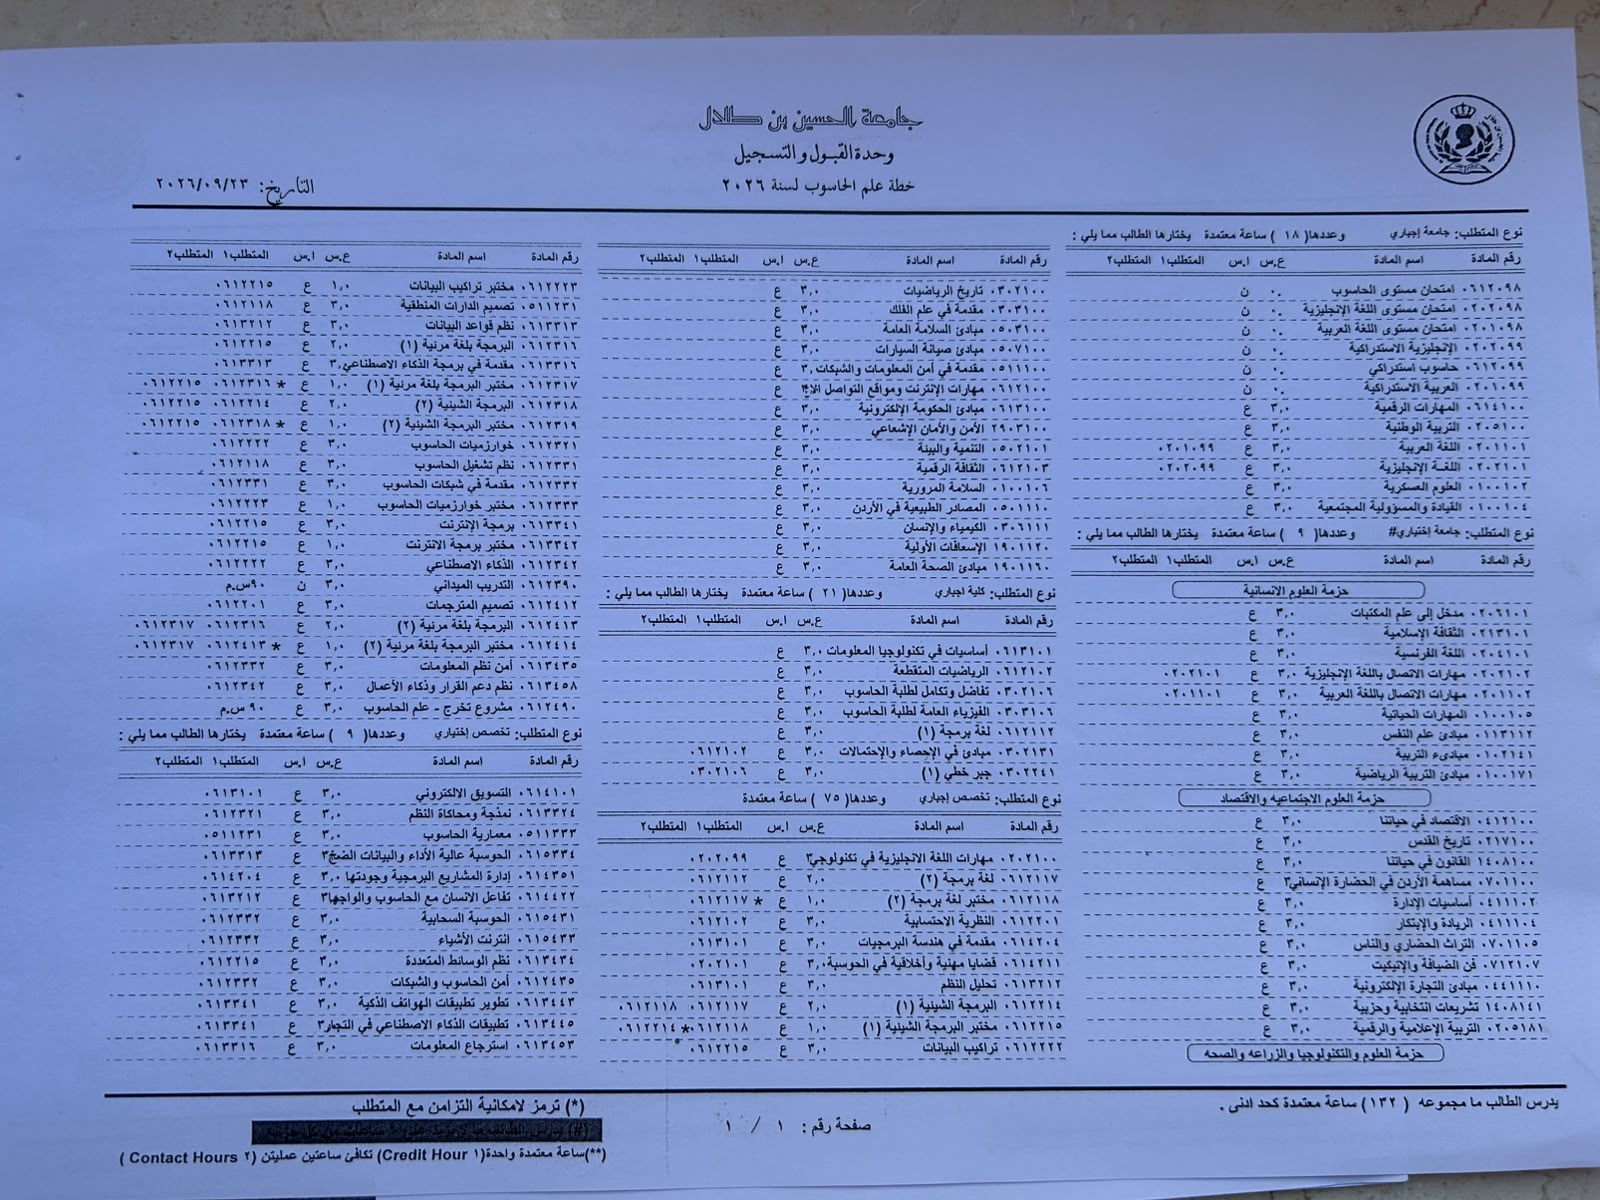 جامعة الحسين بن طلال
وحدة القبول والتسجيل
خطة علم الحاسوب لسنة ٢٠٢٦
التاريخ: ٢٠٢٦/٠٩/٢٣
نوع المتطلب: جامعة إجباري وعددها( ١٨ ) ساعة معتمدة يختارها الطالب مما يلي :
رقم المادة اسم المادة ع.س ا.س المتطلب١ المتطلب٢
٠٦١٢٠٩٨ امتحان مستوى الحاسوب ٠. ن
٠٢٠٢٠٩٨ امتحان مستوى اللغة الإنجليزية ٠. ن
٠٢٠١٠٩٨ امتحان مستوى اللغة العربية ٠. ن
٠٢٠٢٠٩٩ الإنجليزية الاستدراكية ٠. ن
٠٦١٢٠٩٩ حاسوب استدراكي ٠. ن
٠٢٠١٠٩٩ العربية الاستدراكية ٠. ن
٠٦١٤١٠٠ المهارات الرقمية ٣,٠ ع
٠٢٠٥١٠٠ التربية الوطنية ٣,٠ ع
٠٢٠١١٠١ اللغة العربية ٣,٠ ع ٠٢٠١٠٩٩
٠٢٠٢١٠١ اللغة الإنجليزية ٣,٠ ع ٠٢٠٢٠٩٩
٠١٠٠١٠٢ العلوم العسكرية ٣,٠ ع
٠١٠٠١٠٤ القيادة والمسؤولية المجتمعية ٣,٠ ع
نوع المتطلب: جامعة إختياري# وعددها( ٩ ) ساعة معتمدة يختارها الطالب مما يلي :
رقم المادة اسم المادة ع.س ا.س المتطلب١ المتطلب٢
حزمة العلوم الانسانية
٠٢٠٦١٠١ مدخل إلى علم المكتبات ٣,٠ ع
٠٢١٣١٠١ الثقافة الإسلامية ٣,٠ ع
٠٢٠٤١٠١ اللغة الفرنسية ٣,٠ ع
٠٢٠٢١٠٢ مهارات الاتصال باللغة الإنجليزية ٣,٠ ع ٠٢٠٢١٠١
٠٢٠١١٠٢ مهارات الاتصال باللغة العربية ٣,٠ ع ٠٢٠١١٠١
٠١٠٠١٠٥ المهارات الحياتية ٣,٠ ع
٠١١٣١١٢ مبادئ علم النفس ٣,٠ ع
٠١٠٢١٤١ مبادىء التربية ٣,٠ ع
٠١٠٠١٧١ مبادئ التربية الرياضية ٣,٠ ع
حزمة العلوم الاجتماعيه والاقتصاد
٠٤١٢١٠٠ الاقتصاد في حياتنا ٣,٠ ع
٠٢١٧١٠٠ تاريخ القدس ٣,٠ ع
١٤٠٨١٠٠ القانون في حياتنا ٣,٠ ع
٠٧٠١١٠٠ مساهمة الأردن في الحضارة الإنساني٣ ع
٠٤١١١٠٢ أساسيات الإدارة ٣,٠ ع
٠٤١١١٠٤ الريادة والابتكار ٣,٠ ع
٠٧٠١١٠٥ التراث الحضاري والناس ٣,٠ ع
٠٧١٢١٠٧ فن الضيافة والإتيكيت ٣,٠ ع
٠٤٤١١١٠ مبادئ التجارة الإلكترونية ٣,٠ ع
١٤٠٨١٤١ تشريعات انتخابية وحزبية ٣,٠ ع
٠٢٠٥١٨١ التربية الإعلامية والرقمية ٣,٠ ع
حزمة العلوم والتكنولوجيا والزراعه والصحه
رقم المادة اسم المادة ع.س ا.س المتطلب١ المتطلب٢
٠٣٠٢١٠٠ تاريخ الرياضيات ٣,٠ ع
٠٣٠٣١٠٠ مقدمة في علم الفلك ٣,٠ ع
٠٥٠٣١٠٠ مبادئ السلامة العامة ٣,٠ ع
٠٥٠٧١٠٠ مبادئ صيانة السيارات ٣,٠ ع
٠٥١١١٠٠ مقدمة في أمن المعلومات والشبكات ٣,٠ ع
٠٦١٢١٠٠ مهارات الإنترنت ومواقع التواصل ع
٠٦١٣١٠٠ مبادئ الحكومة الإلكترونية ٣,٠ ع
٢٩٠٣١٠٠ الأمن والأمان الإشعاعي ٣,٠ ع
٠٥٠٢١٠١ التنمية والبيئة ٣,٠ ع
٠٦١٢١٠٣ الثقافة الرقمية ٣,٠ ع
٠١٠٠١٠٦ السلامة المرورية ٣,٠ ع
٠٥٠١١١٠ المصادر الطبيعية في الأردن ٣,٠ ع
٠٣٠٦١١١ الكيمياء والإنسان ٣,٠ ع
١٩٠١١٢٠ الإسعافات الأولية ٣,٠ ع
١٩٠١١٦٠ مبادئ الصحة العامة ٣,٠ ع
نوع المتطلب: كلية اجباري وعددها( ٢١ ) ساعة معتمدة يختارها الطالب مما يلي :
رقم المادة اسم المادة ع.س ا.س المتطلب١ المتطلب٢
٠٦١٣١٠١ أساسيات في تكنولوجيا المعلومات ٣,٠ ع
٠٦١٢١٠٢ الرياضيات المتقطعة ٣,٠ ع
٠٣٠٢١٠٦ تفاضل وتكامل لطلبة الحاسوب ٣,٠ ع
٠٣٠٣١٠٦ الفيزياء العامة لطلبة الحاسوب ٣,٠ ع
٠٦١٢١١٢ لغة برمجة (١) ٣,٠ ع
٠٣٠٢١٣١ مبادئ في الإحصاء والإحتمالات ٣,٠ ع ٠٦١٢١٠٢
٠٣٠٢٢٤١ جبر خطي (١) ٣,٠ ع ٠٣٠٢١٠٦
نوع المتطلب: تخصص إجباري وعددها( ٧٥ ) ساعة معتمدة
رقم المادة اسم المادة ع.س ا.س المتطلب١ المتطلب٢
٠٢٠٢١٠٠ مهارات اللغة الانجليزية في تكنولوجي٣ ع ٠٢٠٢٠٩٩
٠٦١٢١١٧ لغة برمجة (٢) ٢,٠ ع ٠٦١٢١١٢
٠٦١٢١١٨ مختبر لغة برمجة (٢) ١,٠ ع * ٠٦١٢١١٧
٠٦١٢٢٠١ النظرية الاحتسابية ٣,٠ ع ٠٦١٢١٠٢
٠٦١٤٢٠٤ مقدمة في هندسة البرمجيات ٣,٠ ع ٠٦١٣١٠١
٠٦١٤٢١١ قضايا مهنية وأخلاقية في الحوسبة ٣,٠ ع ٠٢٠٢١٠١
٠٦١٣٢١٢ تحليل النظم ٣,٠ ع ٠٦١٣١٠١
٠٦١٢٢١٤ البرمجة الشيئية (١) ٢,٠ ع ٠٦١٢١١٧ ٠٦١٢١١٨
٠٦١٢٢١٥ مختبر البرمجة الشيئية (١) ١,٠ ع ٠٦١٢١١٨ * ٠٦١٢٢١٤
٠٦١٢٢٢٢ تراكيب البيانات ٣,٠ ع ٠٦١٢٢١٥
رقم المادة اسم المادة ع.س ا.س المتطلب١ المتطلب٢
٠٦١٢٢٢٣ مختبر تراكيب البيانات ١,٠ ع ٠٦١٢٢١٥
٠٥١١٢٣١ تصميم الدارات المنطقية ٣,٠ ع ٠٦١٢١١٨
٠٦١٣٣١٣ نظم قواعد البيانات ٣,٠ ع ٠٦١٣٢١٢
٠٦١٢٣١٦ البرمجة بلغة مرئية (١) ٢,٠ ع ٠٦١٢٢١٥
٠٦١٣٣١٦ مقدمة في برمجة الذكاء الاصطناعي ٣,٠ ع ٠٦١٣٣١٣
٠٦١٢٣١٧ مختبر البرمجة بلغة مرئية (١) ١,٠ ع * ٠٦١٢٣١٦ ٠٦١٢٢١٥
٠٦١٢٣١٨ البرمجة الشيئية (٢) ٢,٠ ع ٠٦١٢٢١٤ ٠٦١٢٢١٥
٠٦١٢٣١٩ مختبر البرمجة الشيئية (٢) ١,٠ ع * ٠٦١٢٣١٨ ٠٦١٢٢١٥
٠٦١٢٣٢١ خوارزميات الحاسوب ٣,٠ ع ٠٦١٢٢٢٢
٠٦١٢٣٣١ نظم تشغيل الحاسوب ٣,٠ ع ٠٦١٢١١٨
٠٦١٢٣٣٢ مقدمة في شبكات الحاسوب ٣,٠ ع ٠٦١٢٣٣١
٠٦١٢٣٣٣ مختبر خوارزميات الحاسوب ١,٠ ع ٠٦١٢٢٢٣
٠٦١٣٣٤١ برمجة الإنترنت ٣,٠ ع ٠٦١٢٢١٥
٠٦١٣٣٤٢ مختبر برمجة الانترنت ١,٠ ع ٠٦١٢٢١٥
٠٦١٢٣٤٢ الذكاء الاصطناعي ٣,٠ ع ٠٦١٢٢٢٢
٠٦١٢٣٩٠ التدريب الميداني ٣,٠ ن ٩٠س.م
٠٦١٢٤١٢ تصميم المترجمات ٣,٠ ع ٠٦١٢٢٠١
٠٦١٢٤١٣ البرمجة بلغة مرئية (٢) ٢,٠ ع ٠٦١٢٣١٦ ٠٦١٢٣١٧
٠٦١٢٤١٤ مختبر البرمجة بلغة مرئية (٢) ١,٠ ع * ٠٦١٢٤١٣ ٠٦١٢٣١٧
٠٦١٣٤٣٥ أمن نظم المعلومات ٣,٠ ع ٠٦١٢٣٣٢
٠٦١٣٤٥٨ نظم دعم القرار وذكاء الأعمال ٣,٠ ع ٠٦١٢٣٤٢
٠٦١٢٤٩٠ مشروع تخرج - علم الحاسوب ٣,٠ ع ٩٠س.م
نوع المتطلب: تخصص إختياري وعددها( ٩ ) ساعة معتمدة يختارها الطالب مما يلي :
رقم المادة اسم المادة ع.س ا.س المتطلب١ المتطلب٢
٠٦١٤١٠١ التسويق الالكتروني ٣,٠ ع ٠٦١٣١٠١
٠٦١٣٣٢٤ نمذجة ومحاكاة النظم ٣,٠ ع ٠٦١٢٣٢١
٠٥١١٣٣٣ معمارية الحاسوب ٣,٠ ع ٠٥١١٢٣١
٠٦١٥٣٣٤ الحوسبة عالية الأداء والبيانات الضخ٣ ع ٠٦١٣٣١٣
٠٦١٤٣٥١ إدارة المشاريع البرمجية وجودتها ٣,٠ ع ٠٦١٤٢٠٤
٠٦١٤٤٢٢ تفاعل الانسان مع الحاسوب والواجها٣ ع ٠٦١٣٢١٢
٠٦١٥٤٣١ الحوسبة السحابية ٣,٠ ع ٠٦١٢٣٣٢
٠٦١٥٤٣٣ انترنت الأشياء ٣,٠ ع ٠٦١٢٣٣٢
٠٦١٣٤٣٤ نظم الوسائط المتعددة ٣,٠ ع ٠٦١٢٢١٥
٠٦١٢٤٣٥ أمن الحاسوب والشبكات ٣,٠ ع ٠٦١٢٣٣٢
٠٦١٣٤٤٣ تطوير تطبيقات الهواتف الذكية ٣,٠ ع ٠٦١٣٣٤١
٠٦١٣٤٤٥ تطبيقات الذكاء الاصطناعي في التجار٣ ع ٠٦١٣٣٤١
٠٦١٣٤٥٣ استرجاع المعلومات ٣,٠ ع ٠٦١٣٣١٦
يدرس الطالب ما مجموعه ( ١٣٢ ) ساعة معتمدة كحد ادنى .
صفحة رقم : ١ / ١
(*) ترمز لامكانية التزامن مع المتطلب
(**)ساعة معتمدة واحدة(١ Credit Hour) تكافئ ساعتين عمليتن (٢ Contact Hours )